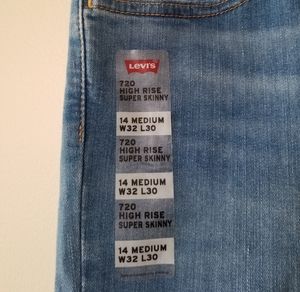 Levi's
720
HIGH RISE
SUPER SKINNY
14 MEDIUM
W32 L30
720
HIGH RISE
SUPER SKINNY
14 MEDIUM
W32 L30
720
HIGH RISE
SUPER SKINNY
14 MEDIUM
W32 L30